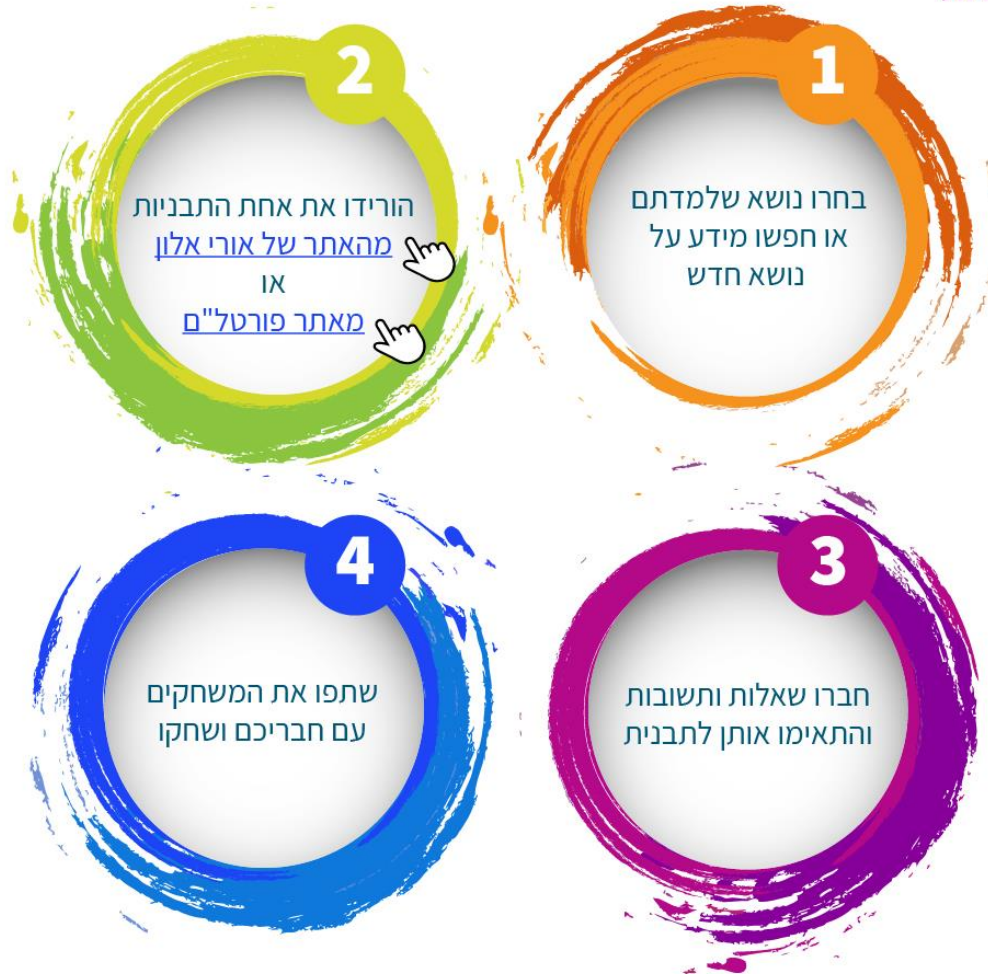 1
בחרו נושא שלמדתם
או חפשו מידע על
נושא חדש
2
הורידו את אחת התבניות
מהאתר של אורי אלון
או
מאתר פורטל"ם
3
חברו שאלות ותשובות
והתאימו אותן לתבנית
4
שתפו את המשחקים
עם חבריכם ושחקו